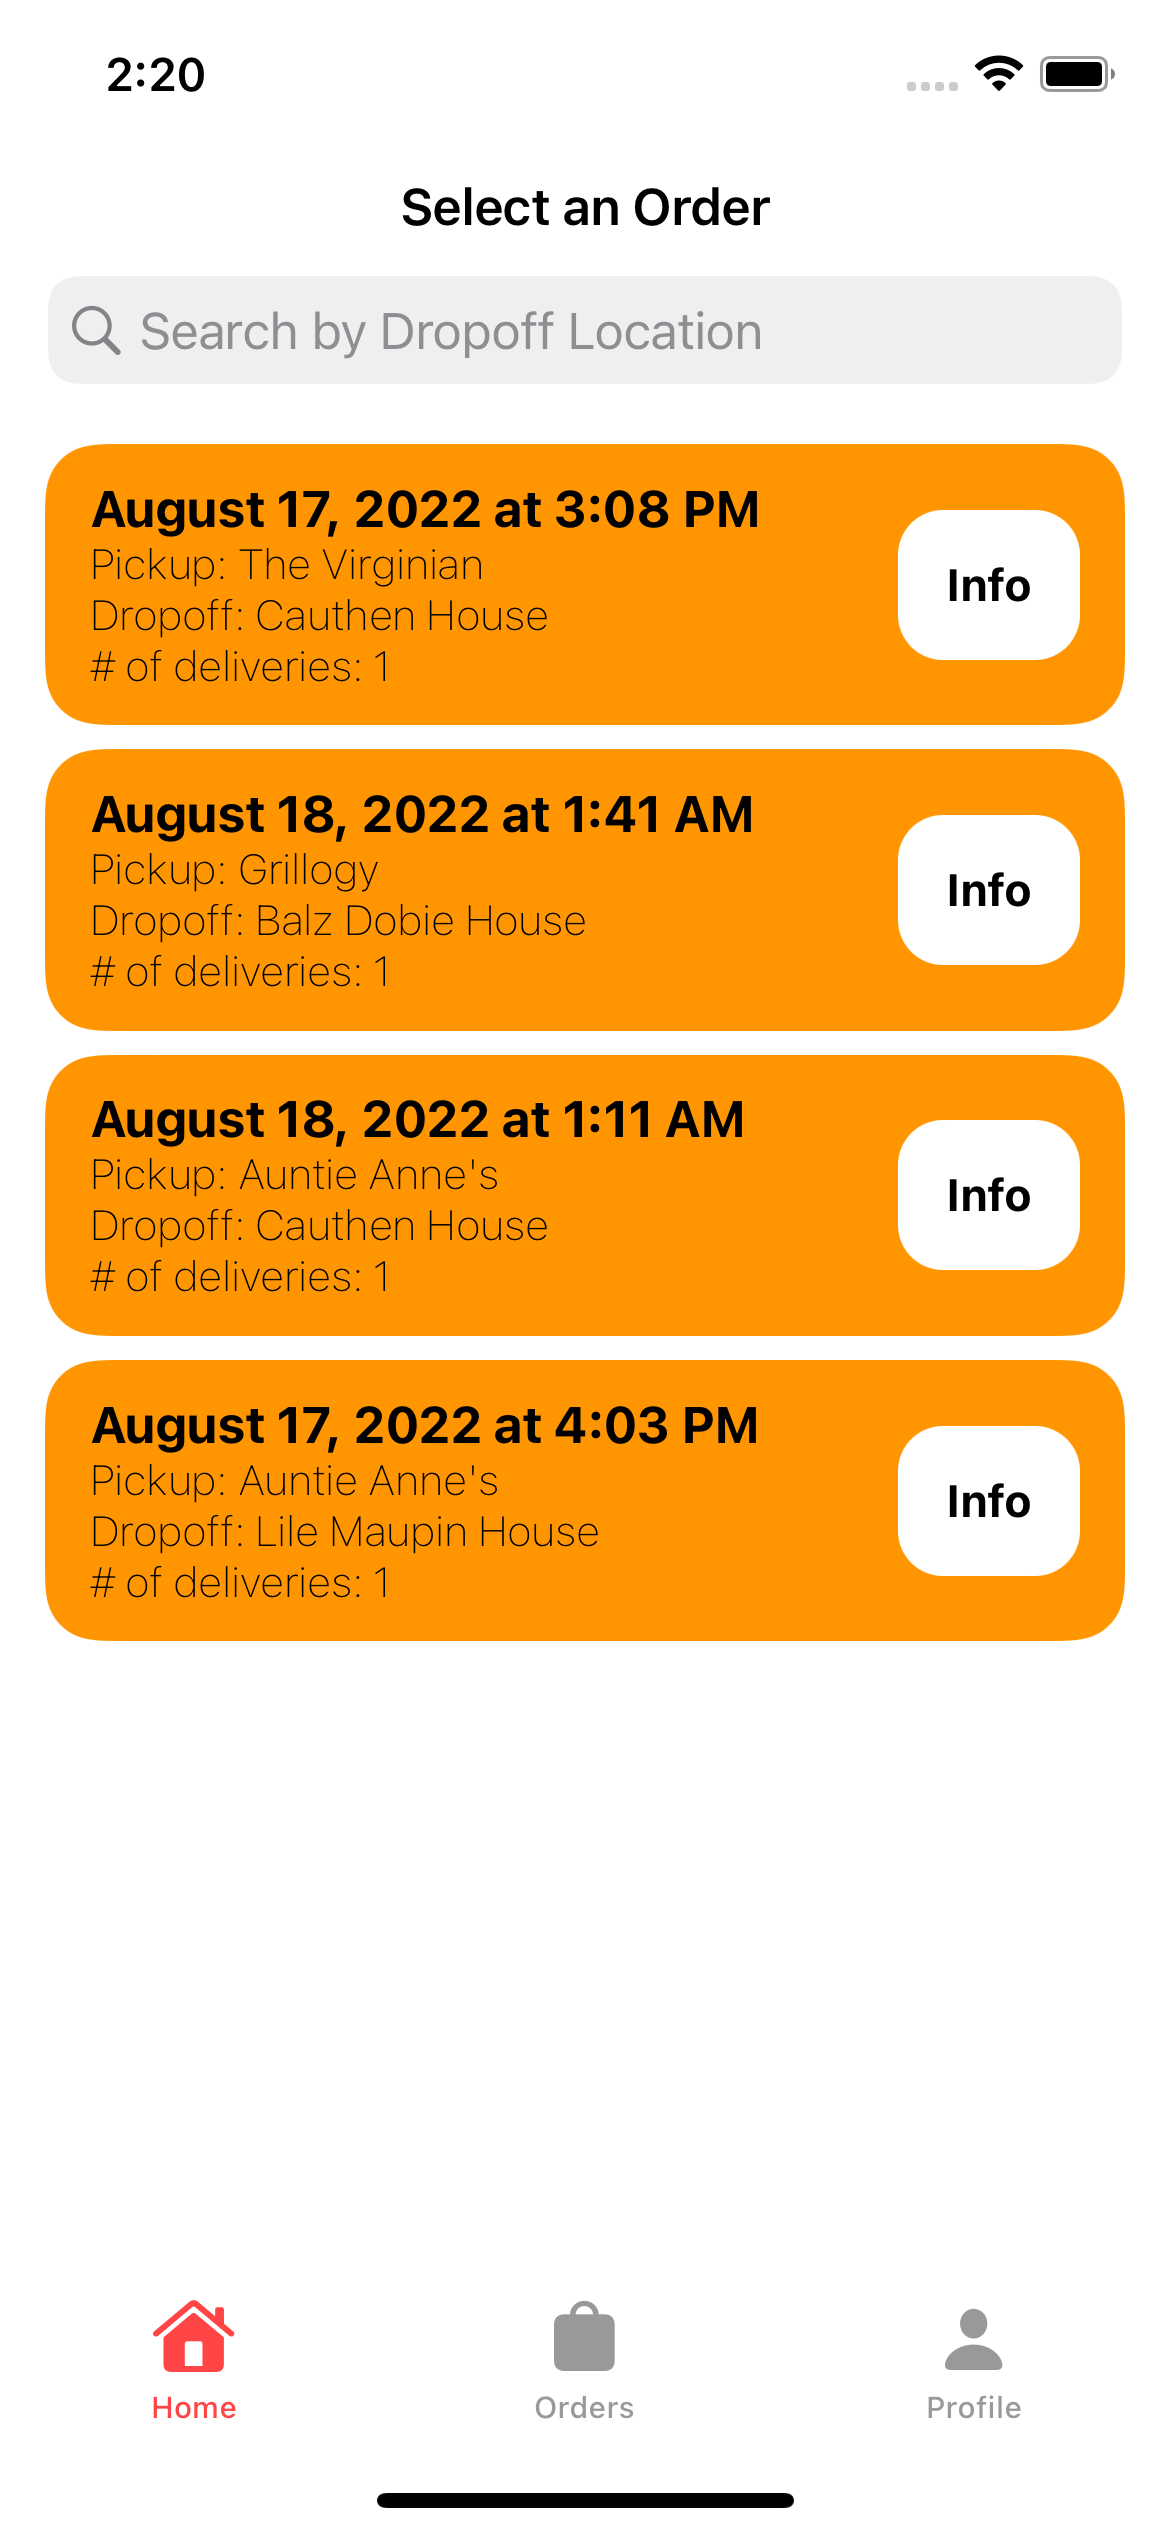 2:20
Select an Order
Search by Dropoff Location
August 17, 2022 at 3:08 PM
Pickup: The Virginian
Dropoff: Cauthen House
# of deliveries: 1
Info
August 18, 2022 at 1:41 AM
Pickup: Grillogy
Dropoff: Balz Dobie House
# of deliveries: 1
Info
August 18, 2022 at 1:11 AM
Pickup: Auntie Anne's
Dropoff: Cauthen House
# of deliveries: 1
Info
August 17, 2022 at 4:03 PM
Pickup: Auntie Anne's
Dropoff: Lile Maupin House
# of deliveries: 1
Info
Home
Orders
Profile